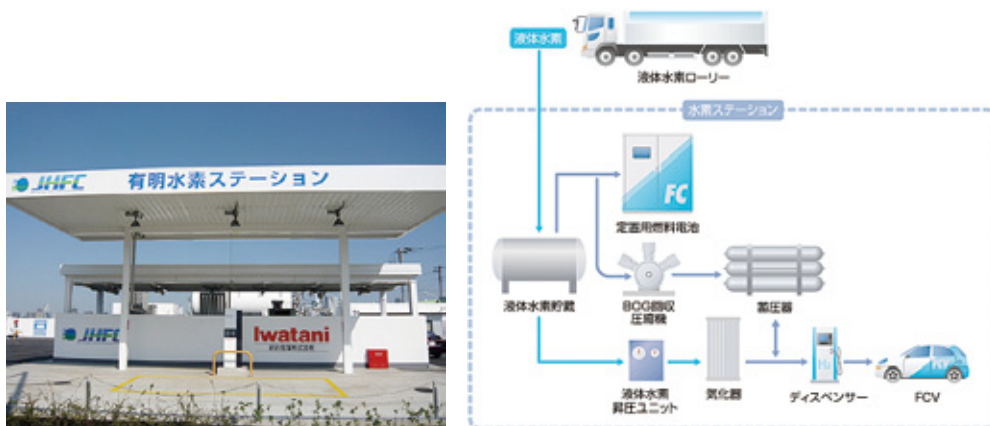 JHFC 有明水素ステーション
JHFC
Iwatani
液体水素
液体水素ローリー
水素ステーション
FC
定置用燃料電池
液体水素貯蔵
BOG回収
圧縮機
蓄圧器
液体水素
昇圧ユニット
気化器
H2
ディスペンサー
FCV